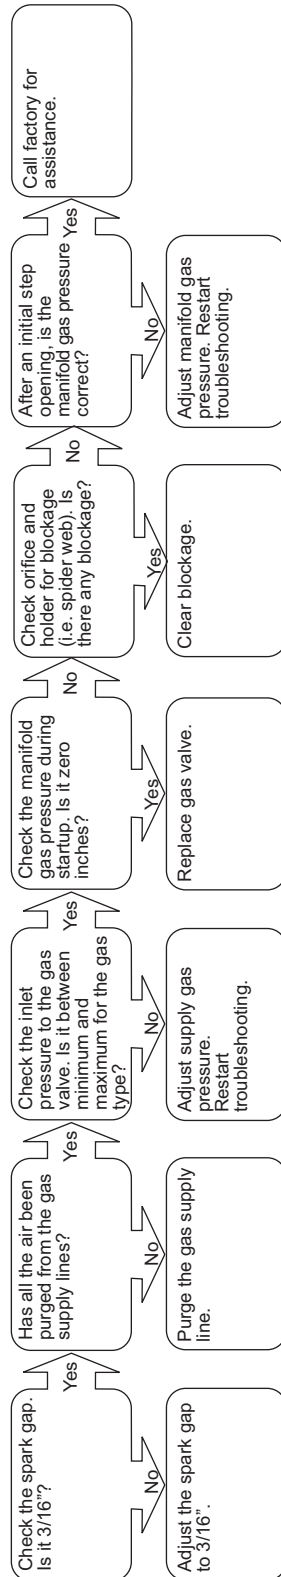 Check the spark gap.
Is it 3/16”?
Yes
No
Adjust the spark gap
to 3/16”.
Has all the air been
purged from the gas
supply lines?
Yes
No
Purge the gas supply
line.
Check the inlet
pressure to the gas
valve. Is it between
minimum and
maximum for the gas
type?
Yes
No
Adjust supply gas
pressure.
Restart
troubleshooting.
Check the manifold
gas pressure during
startup. Is it zero
inches?
No
Yes
Replace gas valve.
Check orifice and
holder for blockage
(i.e. spider web). Is
there any blockage?
No
Yes
Clear blockage.
After an initial step
opening, is the
manifold gas pressure
correct?
Yes
No
Adjust manifold gas
pressure. Restart
troubleshooting.
Call factory for
assistance.